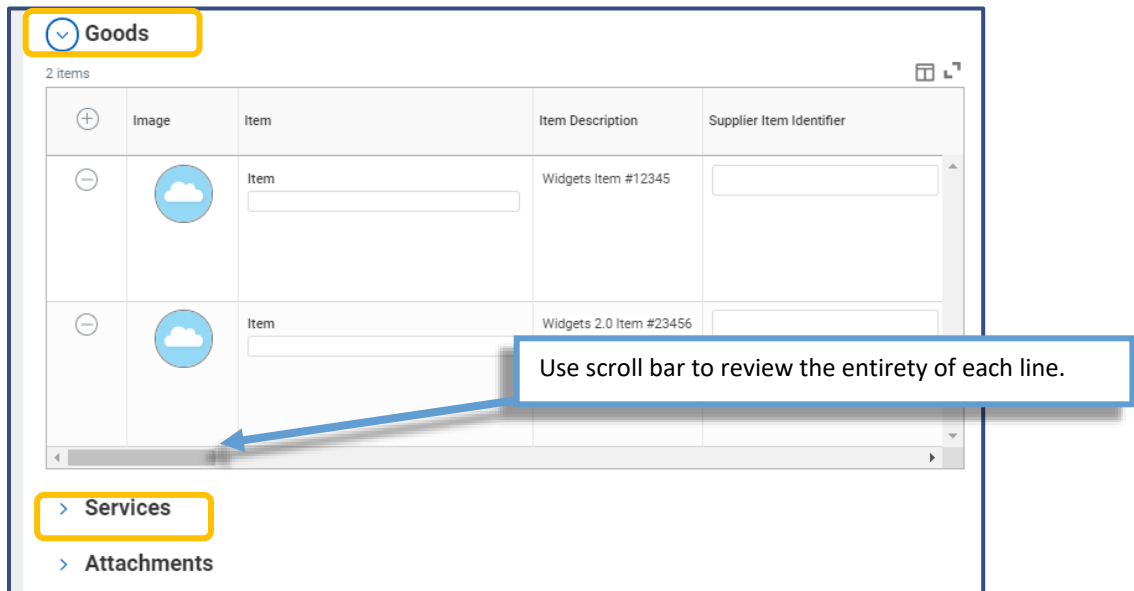 Goods
2 items
Image Item Item Description Supplier Item Identifier
Item Widgets Item #12345
Item Widgets 2.0 Item #23456
Use scroll bar to review the entirety of each line.
Services
Attachments